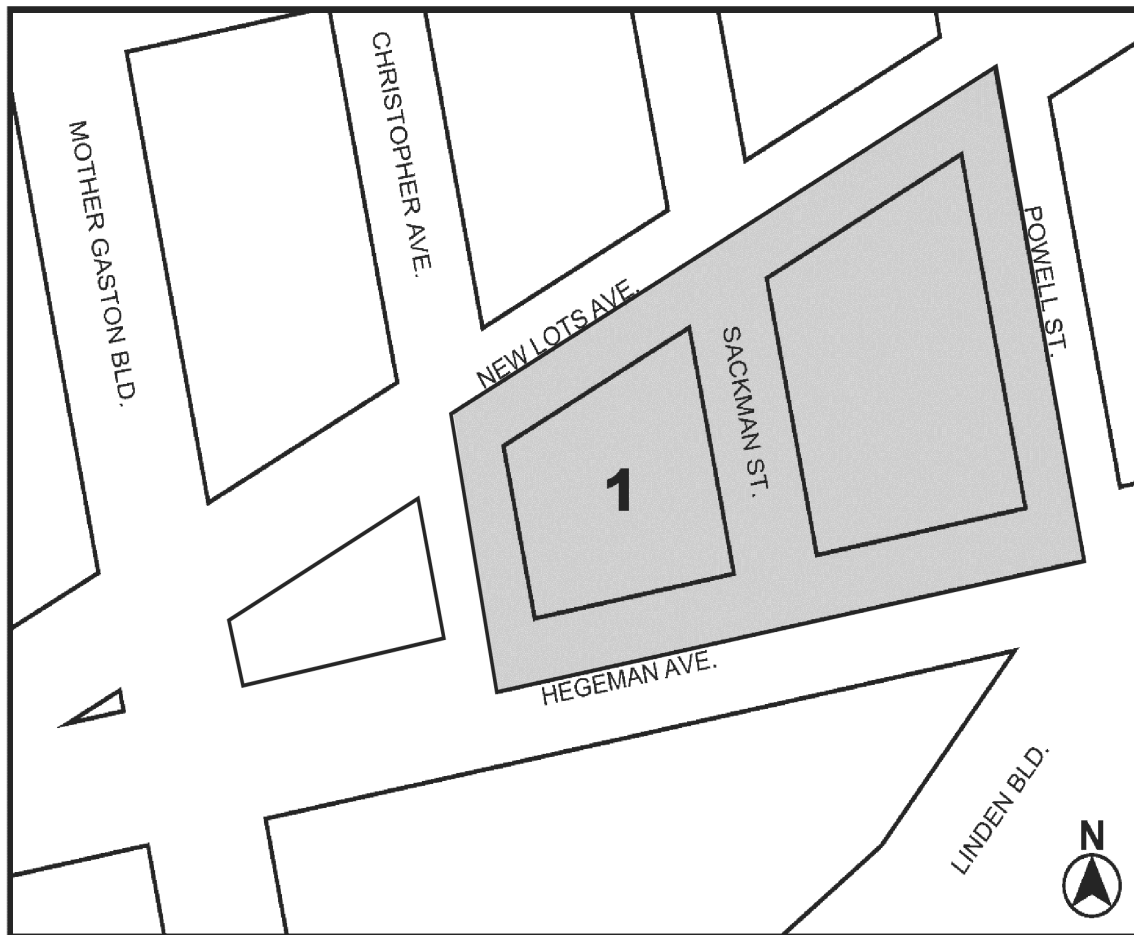 CHRISTOPHER AVE.
MOTHER GASTON BLD.
POWELL ST.
NEW LOTS AVE.
SACKMAN ST.
1
HEGEMAN AVE.
LINDEN BLD.
N